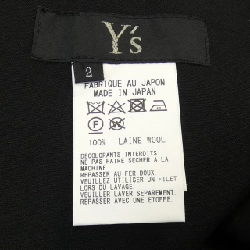 Y's
2
FABRIQUE AU JAPON
MADE IN JAPAN
100% LAINE WOOL
DECOLORANTS INTERDITS
NE PAS FAIRE SECHER A LA
MACHINE
REPASSER AU FER DOUX.
VEUILLEZ UTILISER UN FILET
LORS DU LAVAGE.
VEUILLEZ LAVER SEPAREMENT.
REPASSER AVEC UNE ETOFFE